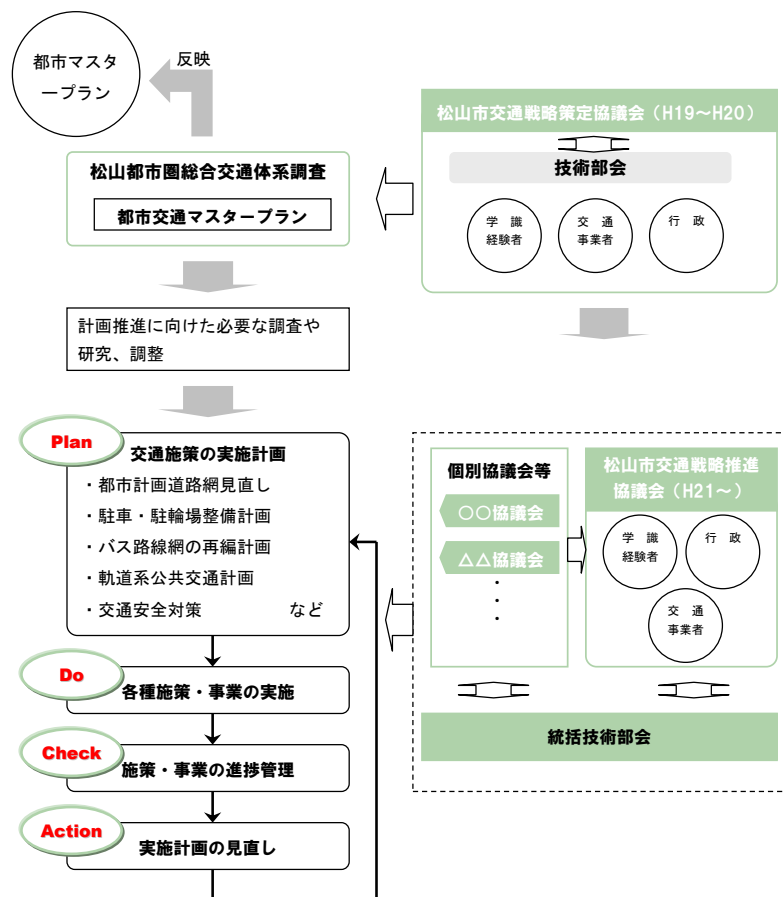 都市マスタ
ープラン
反映
松山都市圏総合交通体系調査
都市交通マスタープラン
松山市交通戦略策定協議会（H19～H20）
技術部会
学　識
経験者
交　通
事業者
行　政
計画推進に向けた必要な調査や
研究、調整
Plan
交通施策の実施計画
・都市計画道路網見直し
・駐車・駐輪場整備計画
・バス路線網の再編計画
・軌道系公共交通計画
・交通安全対策　　　　など
Do
各種施策・事業の実施
Check
施策・事業の進捗管理
Action
実施計画の見直し
個別協議会等
○○協議会
△△協議会
・
・
・
松山市交通戦略推進
協議会（H21～）
学　識
経験者
行　政
交　通
事業者
統括技術部会